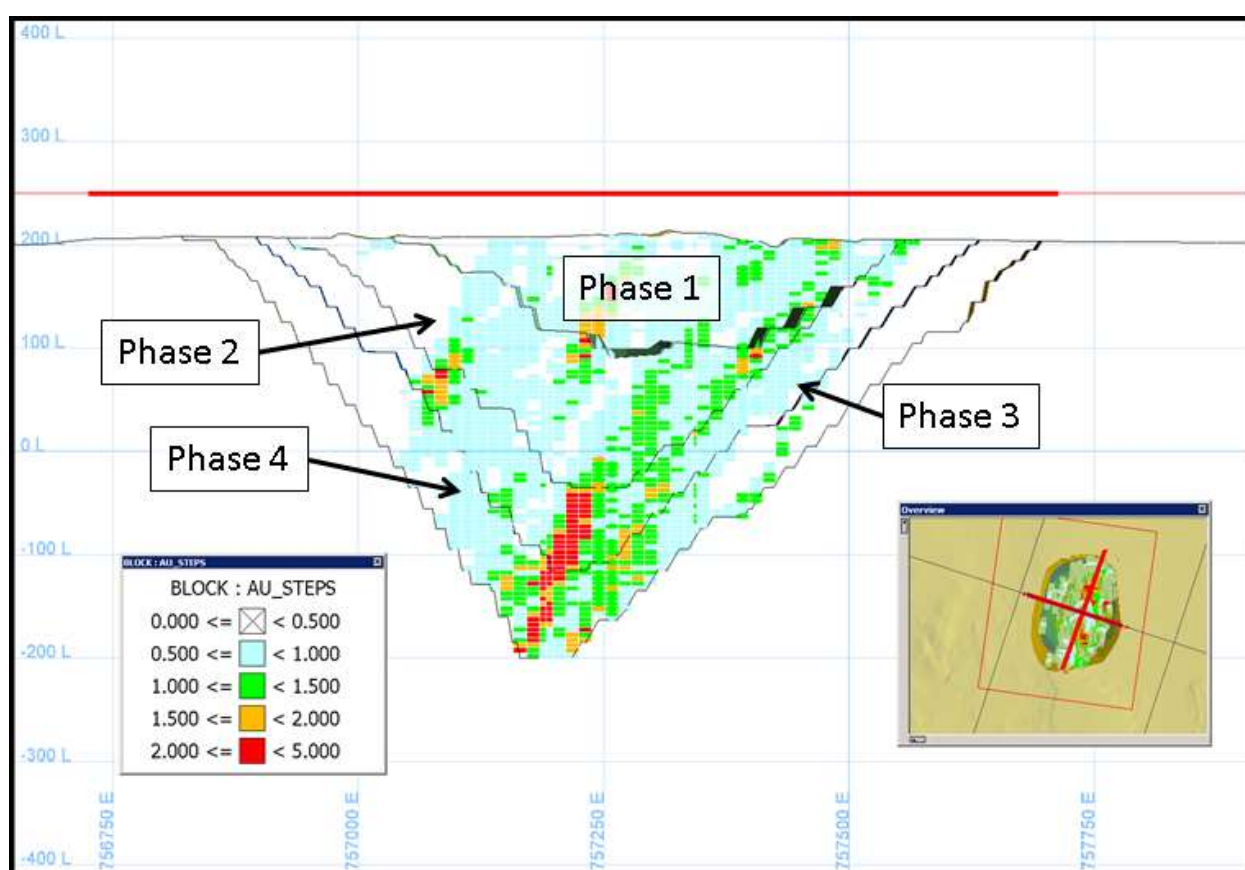 400 L
300 L
200 L
100 L
0 L
-100 L
-200 L
-300 L
-400 L
Phase 1
Phase 2
Phase 3
Phase 4
BLOCK : AU_STEPS
BLOCK : AU_STEPS
0.000 <= < 0.500
0.500 <= < 1.000
1.000 <= < 1.500
1.500 <= < 2.000
2.000 <= < 5.000
Overview
756750 E
757000 E
757250 E
757500 E
757750 E